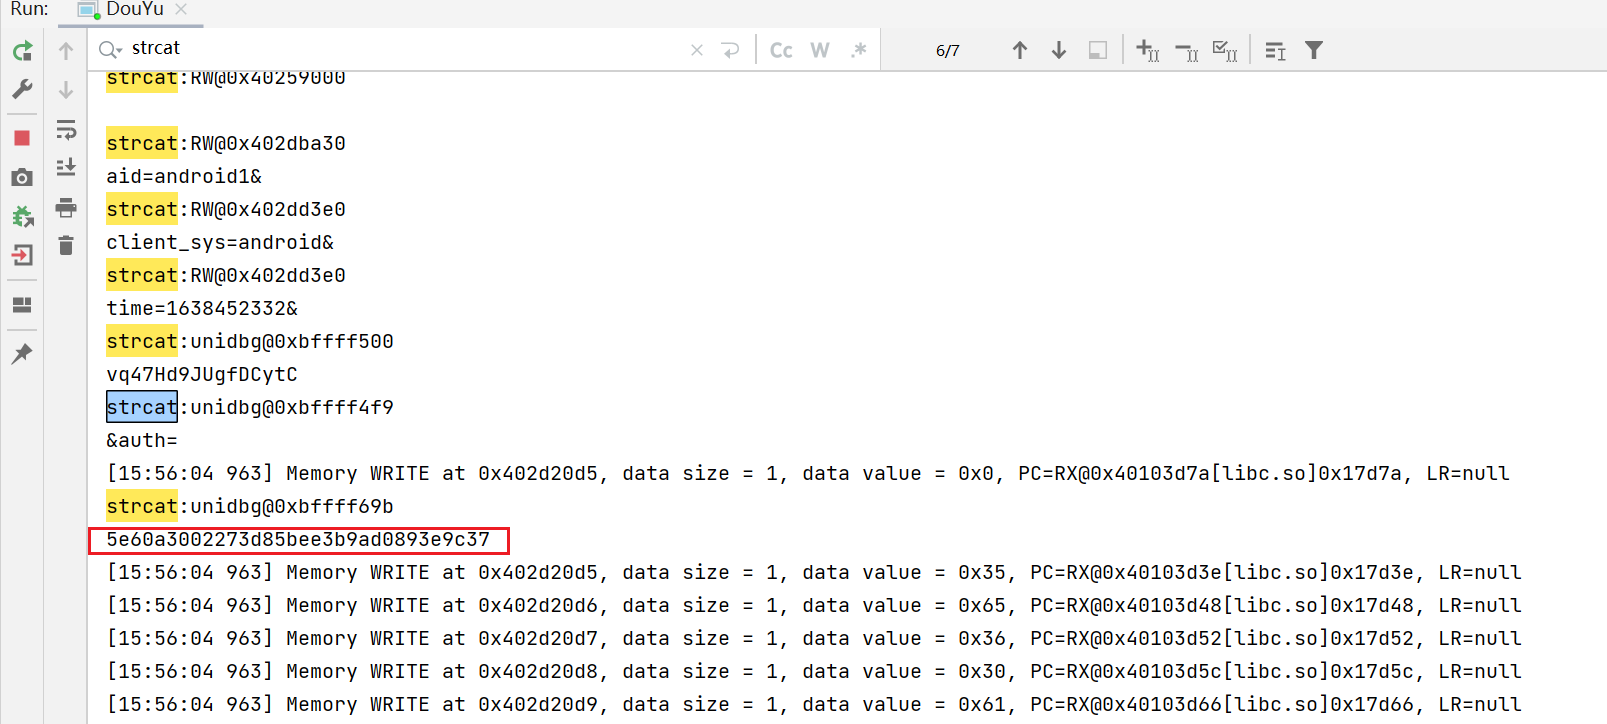 Run: DouYu
strcat Cc W .* 6/7
strcat:RW@0x40259000
strcat:RW@0x402dba30
aid=android1&
strcat:RW@0x402dd3e0
client_sys=android&
strcat:RW@0x402dd3e0
time=1638452332&
strcat:unidbg@0xbffff500
vq47Hd9JUgfDCytC
strcat:unidbg@0xbffff4f9
&auth=
[15:56:04 963] Memory WRITE at 0x402d20d5, data size = 1, data value = 0x0, PC=RX@0x40103d7a[libc.so]0x17d7a, LR=null
strcat:unidbg@0xbffff69b
5e60a3002273d85bee3b9ad0893e9c37
[15:56:04 963] Memory WRITE at 0x402d20d5, data size = 1, data value = 0x35, PC=RX@0x40103d3e[libc.so]0x17d3e, LR=null
[15:56:04 963] Memory WRITE at 0x402d20d6, data size = 1, data value = 0x65, PC=RX@0x40103d48[libc.so]0x17d48, LR=null
[15:56:04 963] Memory WRITE at 0x402d20d7, data size = 1, data value = 0x36, PC=RX@0x40103d52[libc.so]0x17d52, LR=null
[15:56:04 963] Memory WRITE at 0x402d20d8, data size = 1, data value = 0x30, PC=RX@0x40103d5c[libc.so]0x17d5c, LR=null
[15:56:04 963] Memory WRITE at 0x402d20d9, data size = 1, data value = 0x61, PC=RX@0x40103d66[libc.so]0x17d66, LR=null